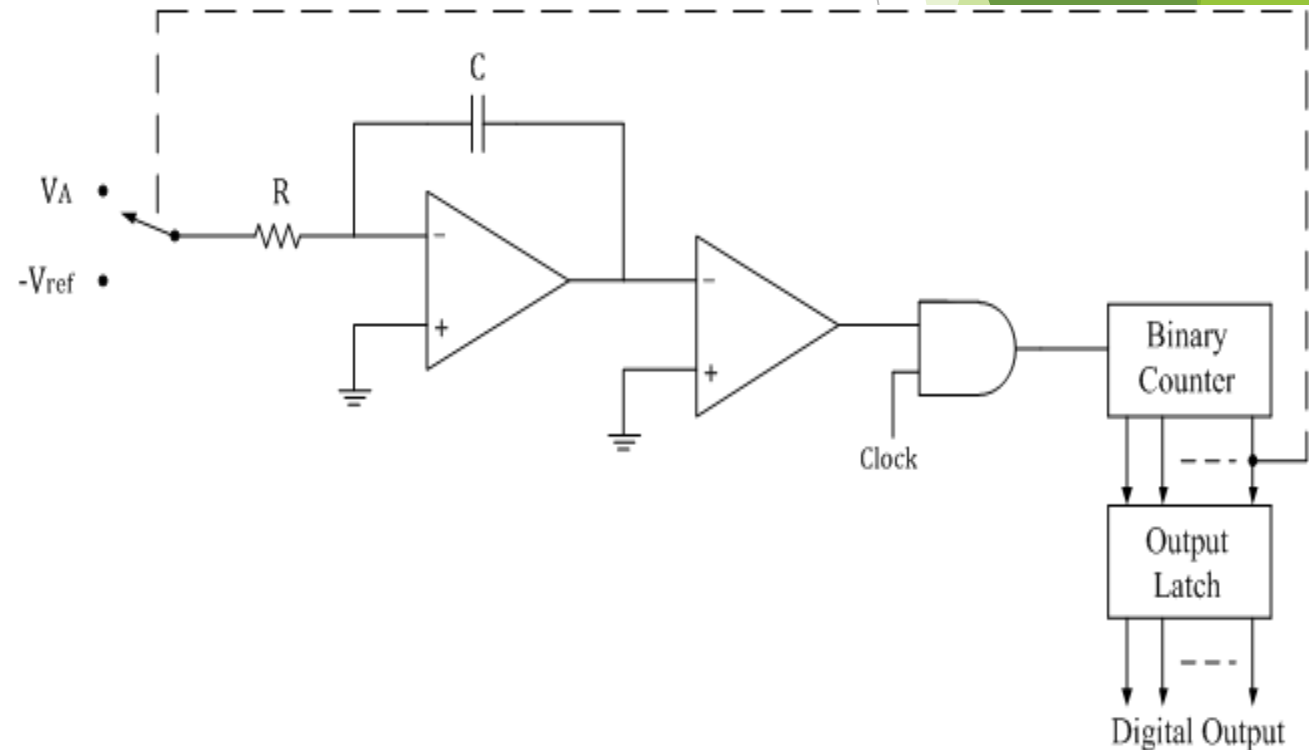 C
VA
R
-Vref
−
+
−
+
Clock
Binary
Counter
Output
Latch
Digital Output